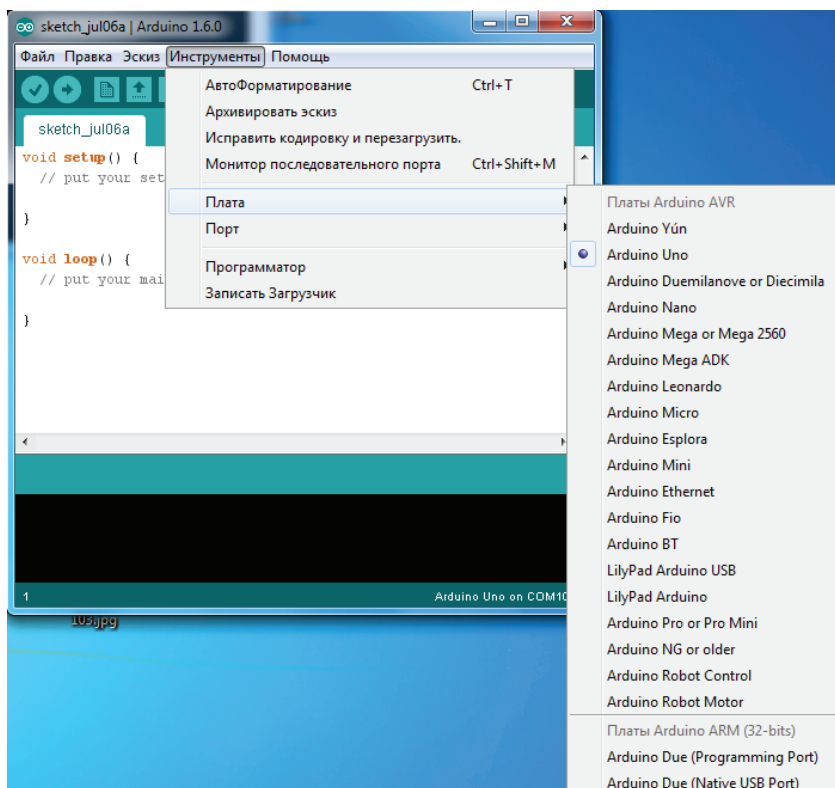 sketch_jul06a | Arduino 1.6.0
Файл Правка Эскиз Инструменты Помощь
АвтоФорматирование Ctrl+T
Архивировать эскиз
Исправить кодировку и перезагрузить.
Монитор последовательного порта Ctrl+Shift+M
Плата
Порт
Программатор
Записать Загрузчик
sketch_jul06a
void setup() {
// put your set
}
void loop() {
// put your mai
}
Платы Arduino AVR
Arduino Yún
Arduino Uno
Arduino Duemilanove or Diecimila
Arduino Nano
Arduino Mega or Mega 2560
Arduino Mega ADK
Arduino Leonardo
Arduino Micro
Arduino Esplora
Arduino Mini
Arduino Ethernet
Arduino Fio
Arduino BT
LilyPad Arduino USB
LilyPad Arduino
Arduino Pro or Pro Mini
Arduino NG or older
Arduino Robot Control
Arduino Robot Motor
Платы Arduino ARM (32-bits)
Arduino Due (Programming Port)
Arduino Due (Native USB Port)
1 Arduino Uno on COM10
103.jpg